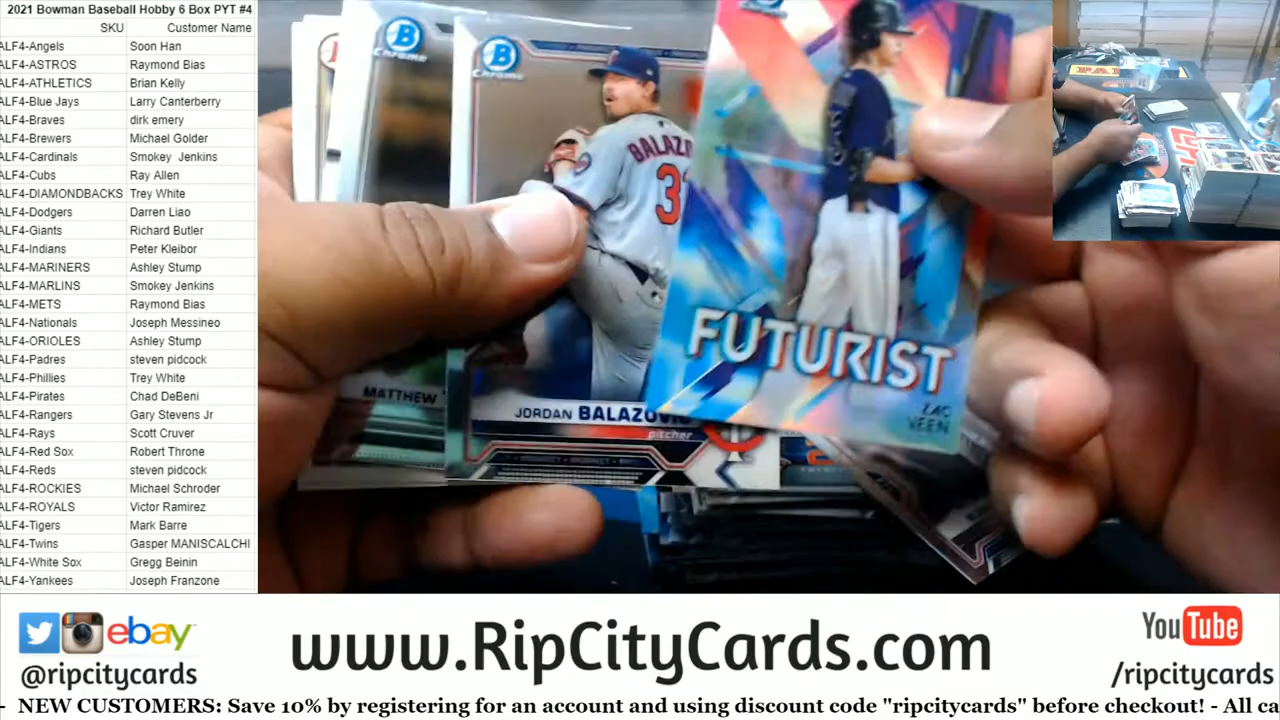 2021 Bowman Baseball Hobby 6 Box PYT #4
SKU Customer Name
ALF4-Angels Soon Han
ALF4-ASTROS Raymond Bias
ALF4-ATHLETICS Brian Kelly
ALF4-Blue Jays Larry Canterberry
ALF4-Braves dirk emery
ALF4-Brewers Michael Golder
ALF4-Cardinals Smokey Jenkins
ALF4-Cubs Ray Allen
ALF4-DIAMONDBACKS Trey White
ALF4-Dodgers Darren Liao
ALF4-Giants Richard Butler
ALF4-Indians Peter Kleibor
ALF4-MARINERS Ashley Stump
ALF4-MARLINS Smokey Jenkins
ALF4-METS Raymond Bias
ALF4-Nationals Joseph Messineo
ALF4-ORIOLES Ashley Stump
ALF4-Padres steven pidcock
ALF4-Phillies Trey White
ALF4-Pirates Chad DeBeni
ALF4-Rangers Gary Stevens Jr
ALF4-Rays Scott Cruver
ALF4-Red Sox Robert Throne
ALF4-Reds steven pidcock
ALF4-ROCKIES Michael Schroder
ALF4-ROYALS Victor Ramirez
ALF4-Tigers Mark Barre
ALF4-Twins Gasper MANISCALCHI
ALF4-White Sox Gregg Beinin
ALF4-Yankees Joseph Franzone
B Chrome
B Chrome
BALAZO
3
MATTHEW
JORDAN BALAZOVIC
pitcher
FUTURIST
ZAC
VEEN
ebay
@ripcitycards
www.RipCityCards.com
YouTube
/ripcitycards
- NEW CUSTOMERS: Save 10% by registering for an account and using discount code "ripcitycards" before checkout! - All ca